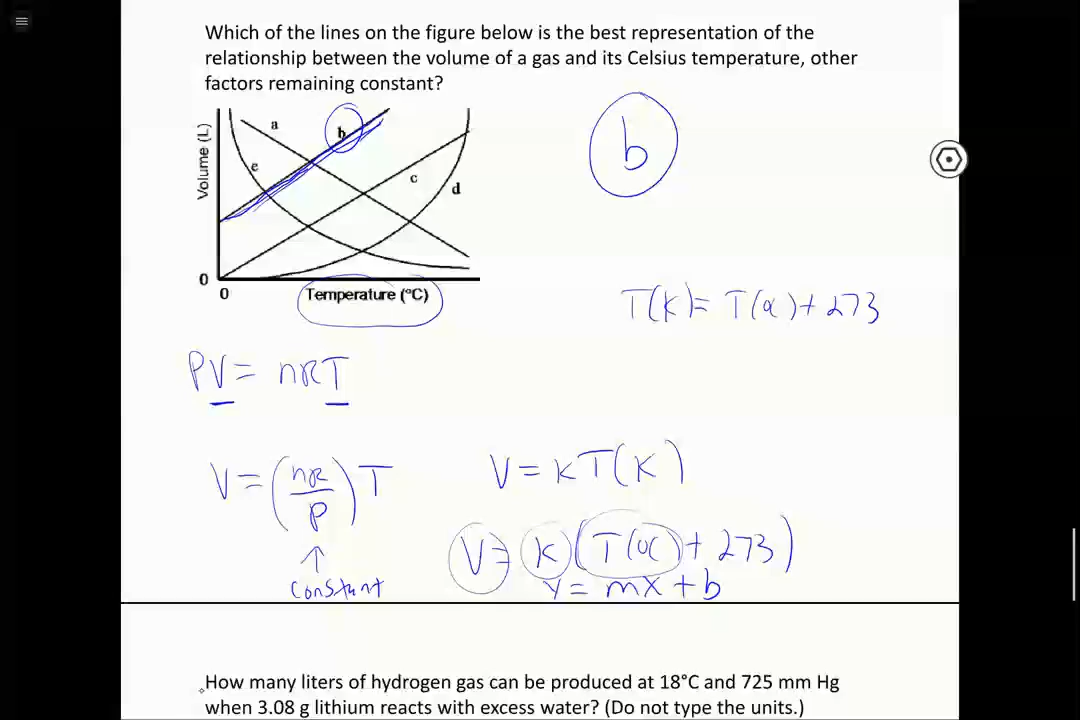 Which of the lines on the figure below is the best representation of the
relationship between the volume of a gas and its Celsius temperature, other
factors remaining constant?
a
b
e
c
d
Volume (L)
0
0
Temperature (°C)
b
T(K)= T(°C)+273
PV= nRT
V=(nR/P)T
↑
constant
V=KT(K)
V=K(T(°C)+273)
y= mx+b
How many liters of hydrogen gas can be produced at 18°C and 725 mm Hg
when 3.08 g lithium reacts with excess water? (Do not type the units.)